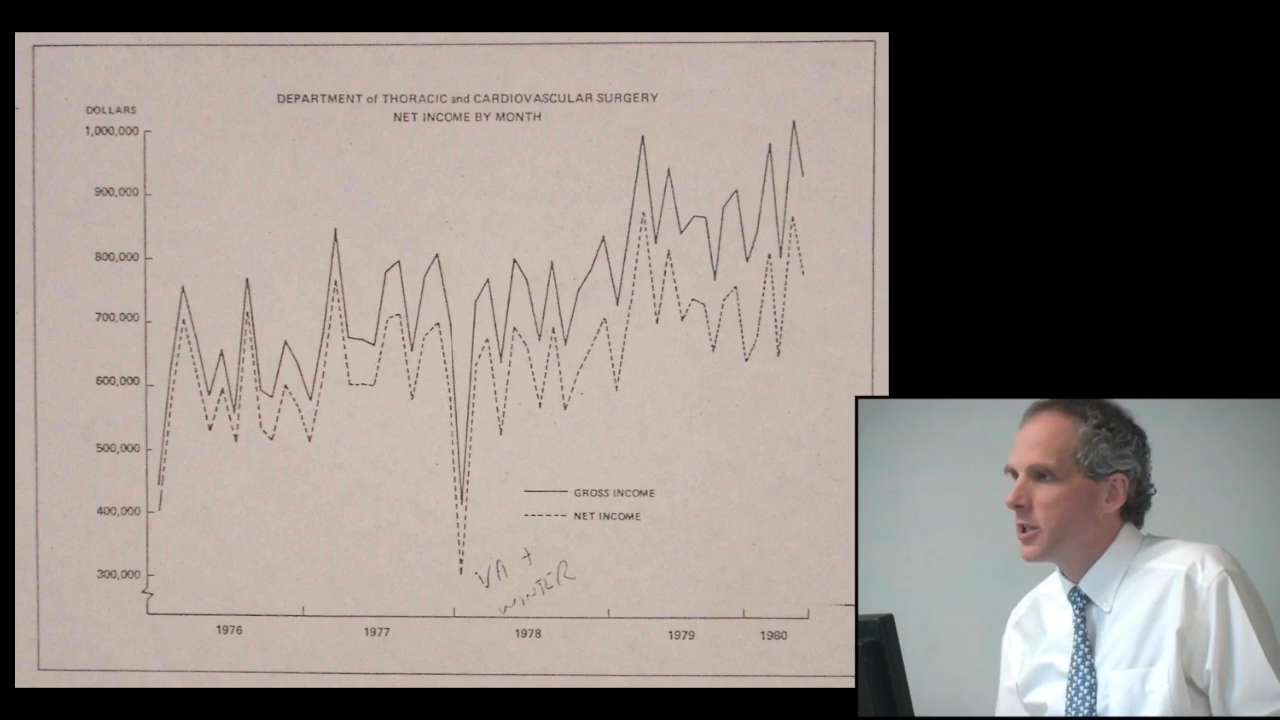 DEPARTMENT of THORACIC and CARDIOVASCULAR SURGERY
NET INCOME BY MONTH
DOLLARS
1,000,000
900,000
800,000
700,000
600,000
500,000
400,000
300,000
GROSS INCOME
NET INCOME
VA +
WINTER
1976
1977
1978
1979
1980